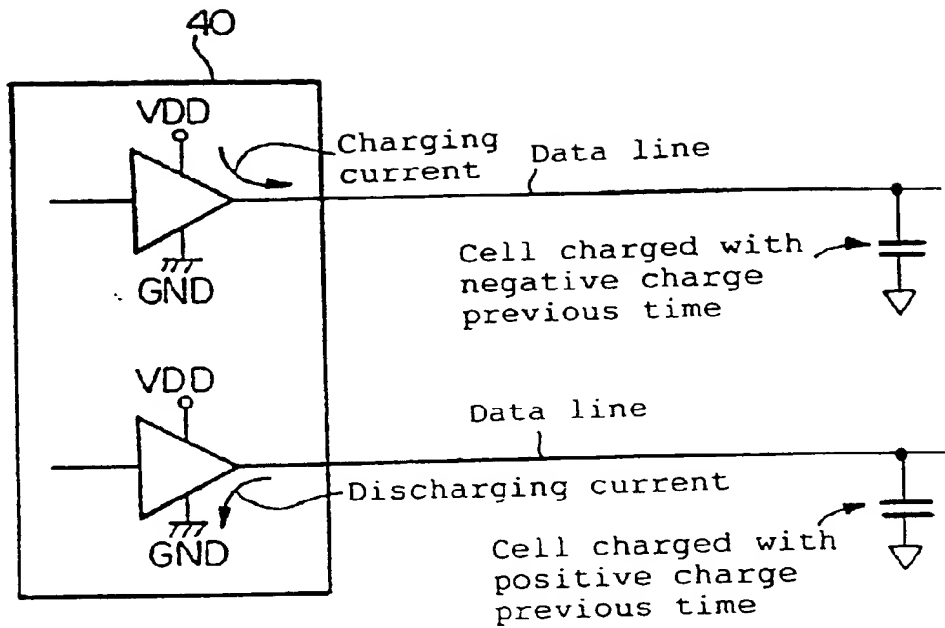 40
VDD
Charging
current
Data line
GND
Cell charged with
negative charge
previous time
VDD
Data line
Discharging current
GND
Cell charged with
positive charge
previous time